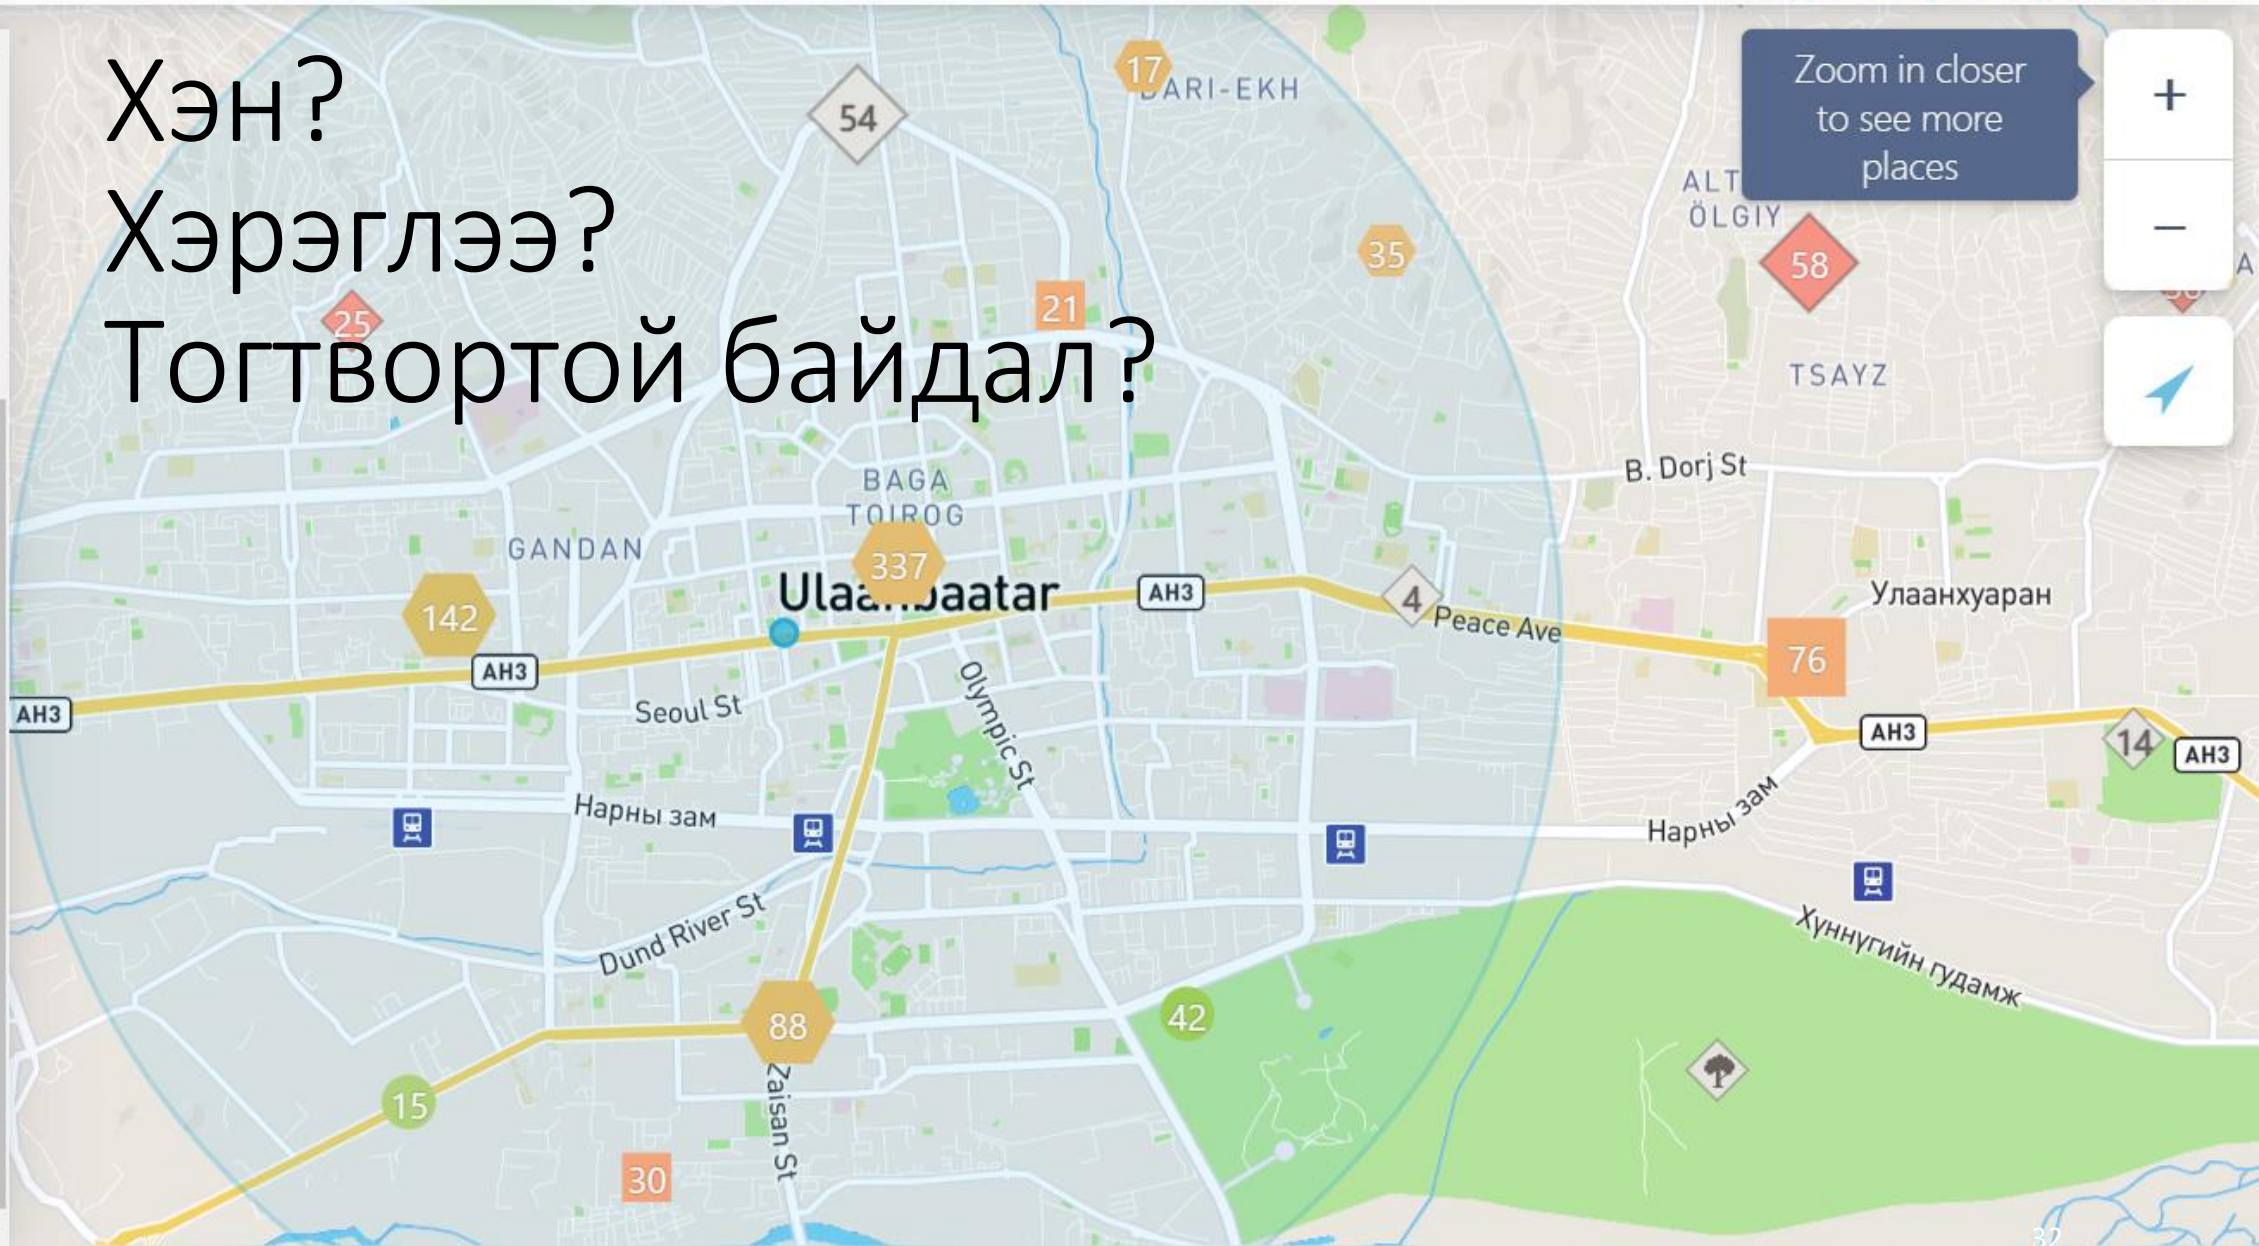 Хэн?
Хэрэглээ?
Тогтвортой байдал?
Zoom in closer
to see more
places
+
−
17
DARI-EKH
54
ALT
ÖLGIY
58
35
21
25
TSAYZ
B. Dorj St
BAGA
TOIROG
GANDAN
337
Ulaanbaatar
142
AH3
4
Peace Ave
Улаанхуаран
76
AH3
AH3
Seoul St
Olympic St
AH3
14
AH3
Нарны зам
Нарны зам
Dund River St
Хүннүгийн гудамж
88
42
15
Zaisan St
30
32